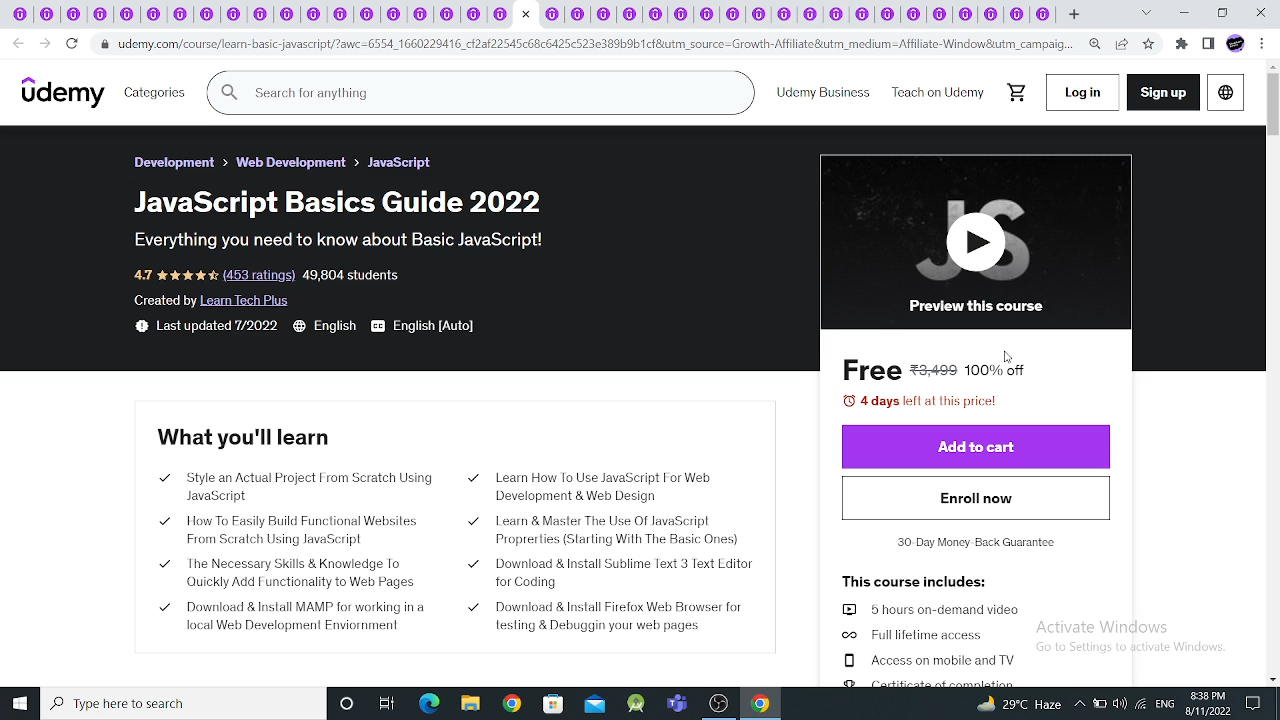 udemy.com/course/learn-basic-javascript/?awc=6554_1660229416_cf2af22545c6c6425c523e389b9b1cf&utm_source=Growth-Affiliate&utm_medium=Affiliate-Window&utm_campaig...
udemy
Categories
Search for anything
Udemy Business
Teach on Udemy
Log in
Sign up
Development > Web Development > JavaScript
JavaScript Basics Guide 2022
Everything you need to know about Basic JavaScript!
4.7 (453 ratings) 49,804 students
Created by Learn Tech Plus
Last updated 7/2022 English CC English [Auto]
JS
Preview this course
Free ₹3,499 100% off
4 days left at this price!
Add to cart
Enroll now
30-Day Money-Back Guarantee
This course includes:
5 hours on-demand video
Full lifetime access
Access on mobile and TV
Certificate of completion
What you'll learn
Style an Actual Project From Scratch Using
JavaScript
How To Easily Build Functional Websites
From Scratch Using JavaScript
The Necessary Skills & Knowledge To
Quickly Add Functionality to Web Pages
Download & Install MAMP for working in a
local Web Development Enviornment
Learn How To Use JavaScript For Web
Development & Web Design
Learn & Master The Use Of JavaScript
Proprerties (Starting With The Basic Ones)
Download & Install Sublime Text 3 Text Editor
for Coding
Download & Install Firefox Web Browser for
testing & Debuggin your web pages
Activate Windows
Go to Settings to activate Windows.
Type here to search
29°C Haze
ENG
8:38 PM
8/11/2022